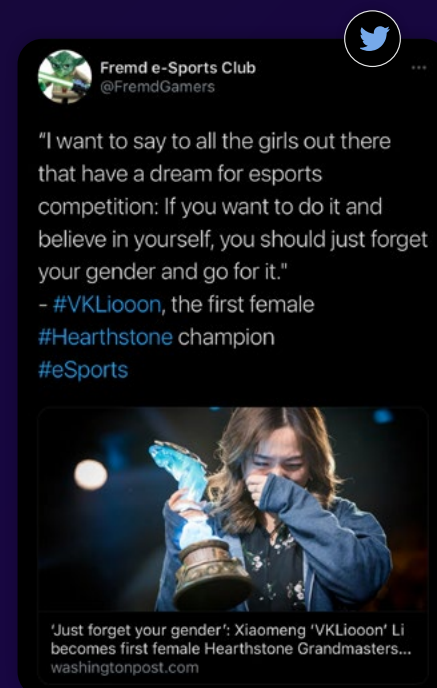 Fremd e-Sports Club
@FremdGamers
“I want to say to all the girls out there
that have a dream for esports
competition: If you want to do it and
believe in yourself, you should just forget
your gender and go for it."
- #VKLiooon, the first female
#Hearthstone champion
#eSports
'Just forget your gender': Xiaomeng 'VKLiooon' Li
becomes first female Hearthstone Grandmasters...
washingtonpost.com